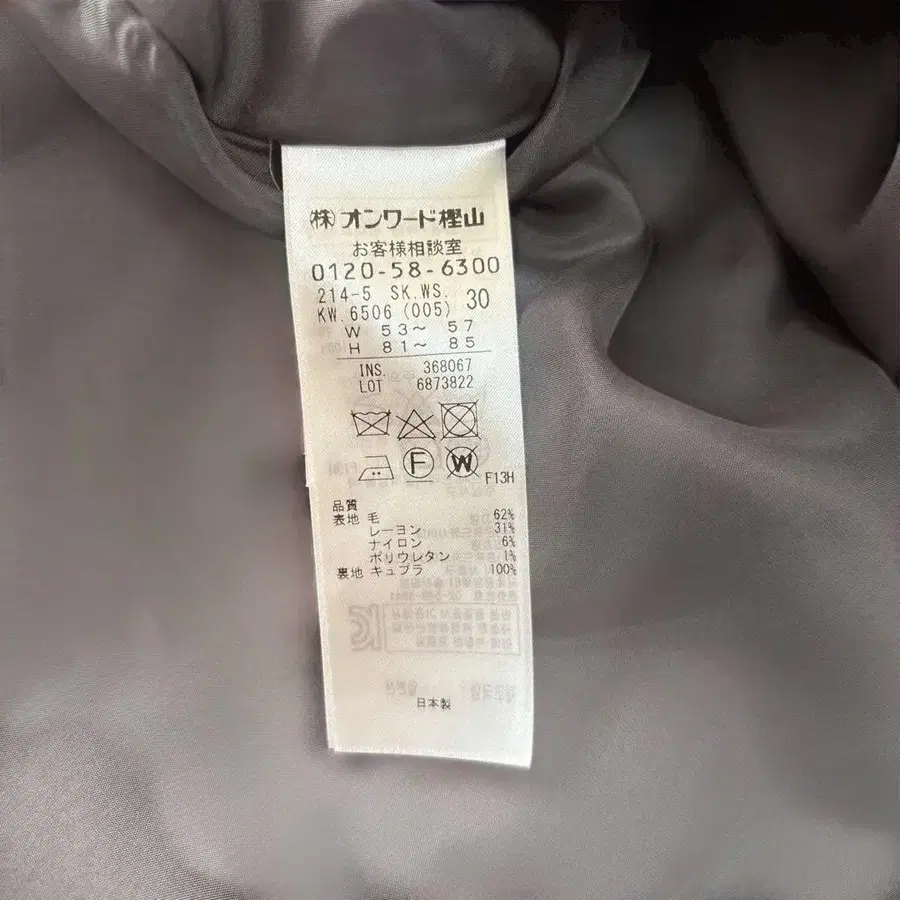 (株)オンワード樫山
お客様相談室
0120-58-6300
214-5 SK.WS. 30
KW.6506 (005)
W 53〜 57
H 81〜 85
INS. 368067
LOT 6873822
F W F13H
品質
表地 毛 62%
レーヨン 31%
ナイロン 6%
ポリウレタン 1%
裏地 キュプラ 100%
日本製